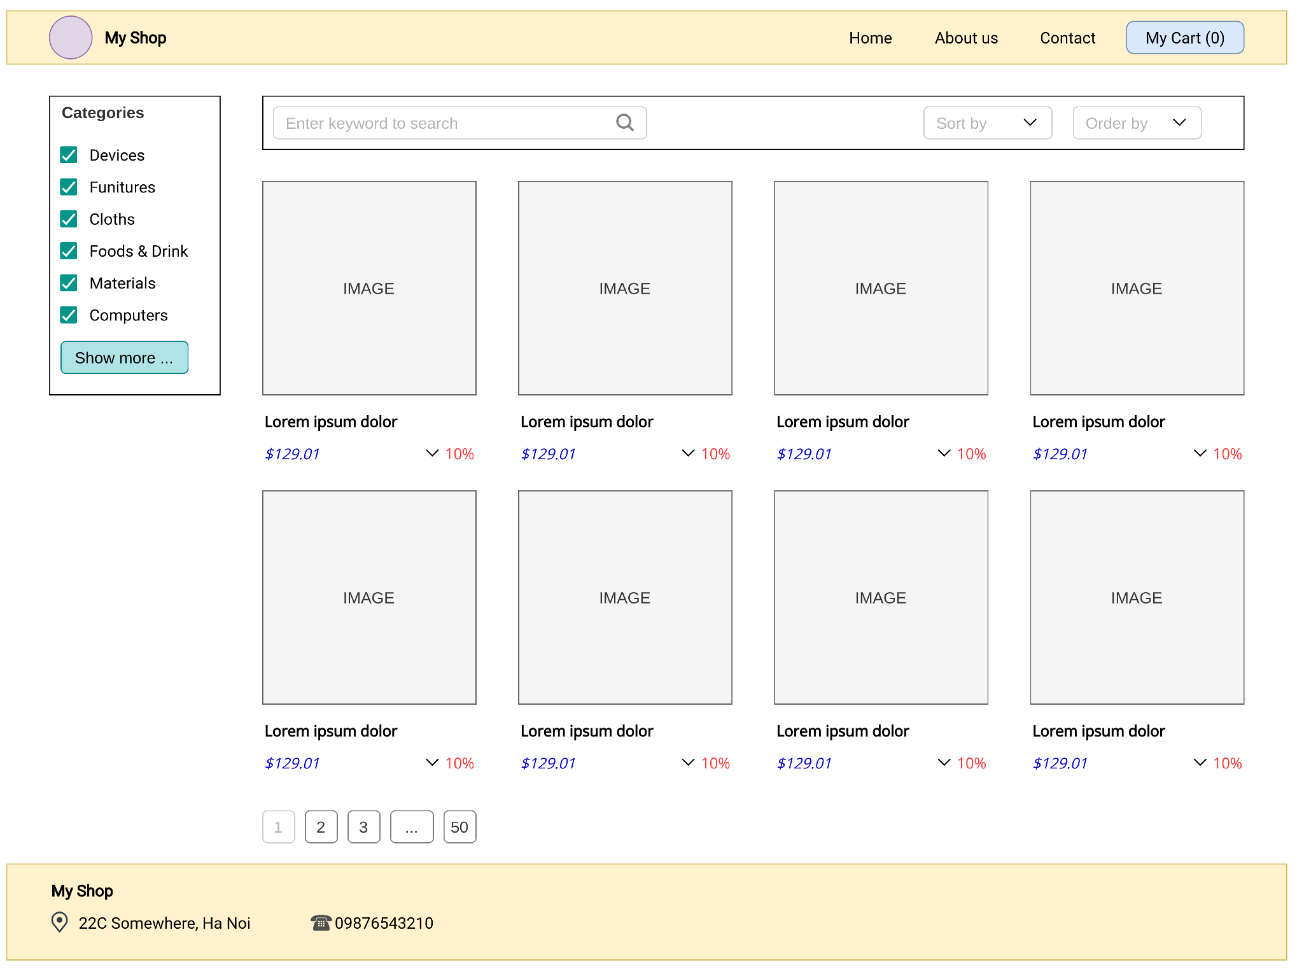 My Shop
Home About us Contact My Cart (0)
Categories
Devices
Funitures
Cloths
Foods & Drink
Materials
Computers
Show more ...
Enter keyword to search
Sort by
Order by
IMAGE IMAGE IMAGE IMAGE
Lorem ipsum dolor Lorem ipsum dolor Lorem ipsum dolor Lorem ipsum dolor
$129.01 10% $129.01 10% $129.01 10% $129.01 10%
IMAGE IMAGE IMAGE IMAGE
Lorem ipsum dolor Lorem ipsum dolor Lorem ipsum dolor Lorem ipsum dolor
$129.01 10% $129.01 10% $129.01 10% $129.01 10%
1 2 3 ... 50
My Shop
22C Somewhere, Ha Noi 09876543210